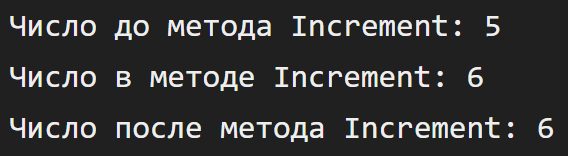 Число до метода Increment: 5
Число в методе Increment: 6
Число после метода Increment: 6